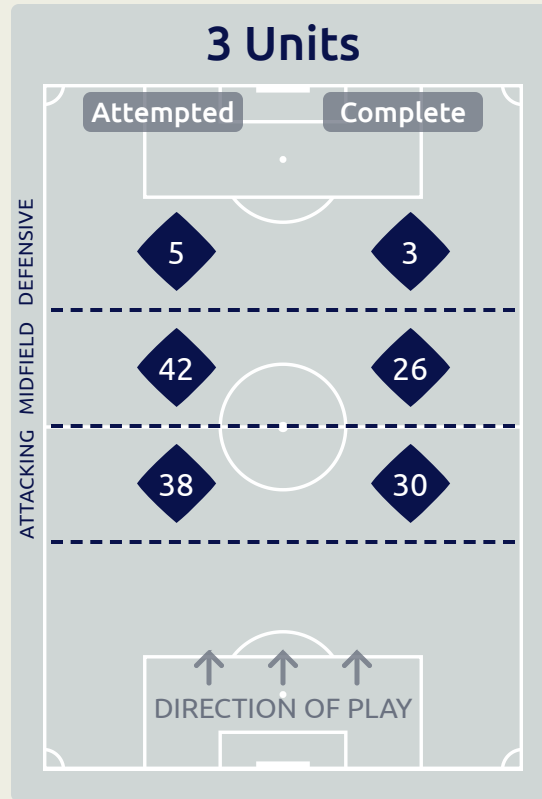 3 Units
Attempted Complete
DEFENSIVE
5 3
MIDFIELD
42 26
ATTACKING
38 30
DIRECTION OF PLAY